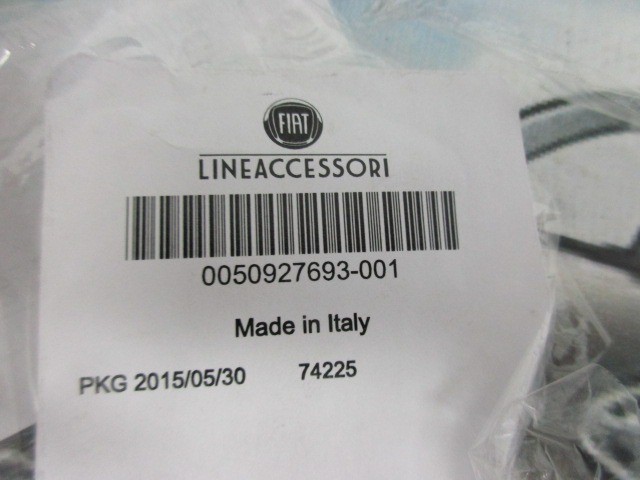 FIAT
LINEACCESSORI
0050927693-001
Made in Italy
PKG 2015/05/30 74225